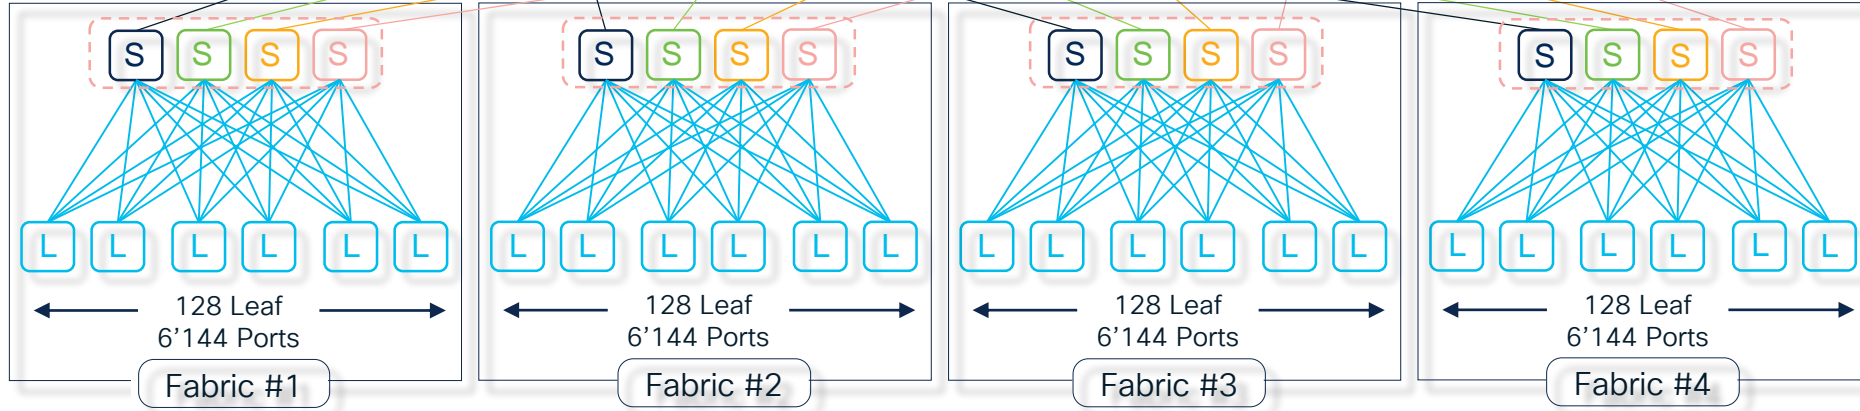 S S S S S S S S S S S S S S S S
L L L L L L L L L L L L L L L L L L L L L L L L
128 Leaf 128 Leaf 128 Leaf 128 Leaf
6’144 Ports 6’144 Ports 6’144 Ports 6’144 Ports
Fabric #1 Fabric #2 Fabric #3 Fabric #4